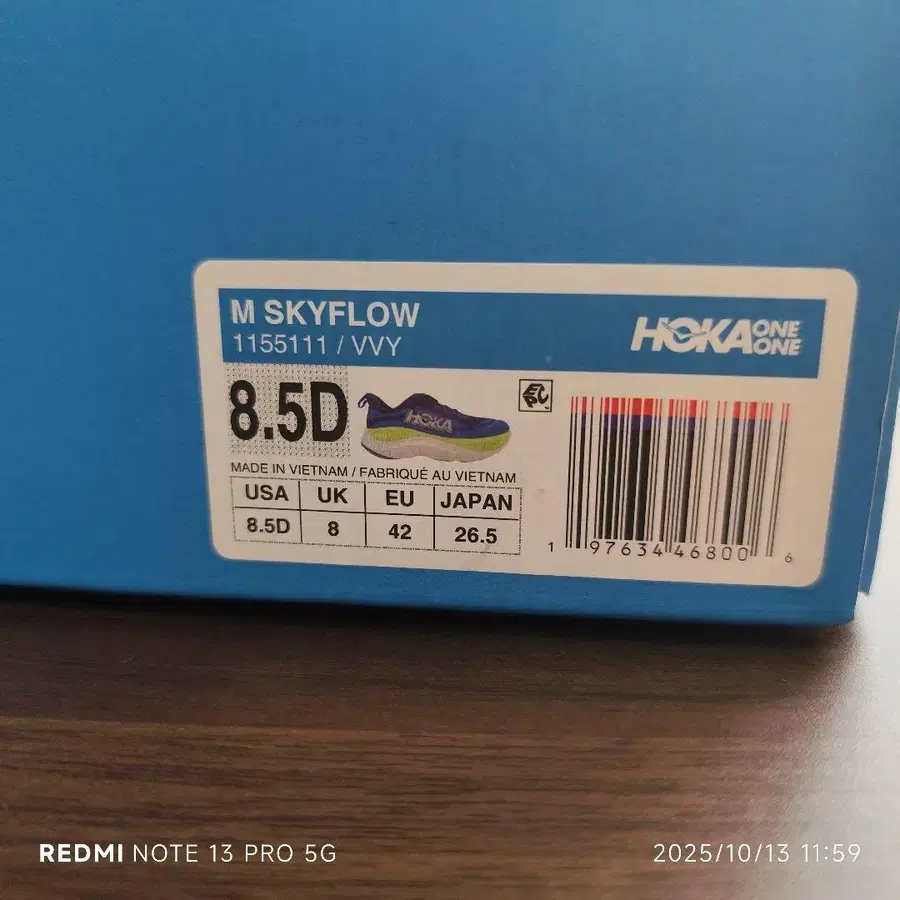 M SKYFLOW
1155111 / VVY
HOKA ONE ONE
8.5D
HOKA
MADE IN VIETNAM / FABRIQUÉ AU VIETNAM
USA UK EU JAPAN
8.5D 8 42 26.5
1 97634 46800 6
REDMI NOTE 13 PRO 5G
2025/10/13 11:59